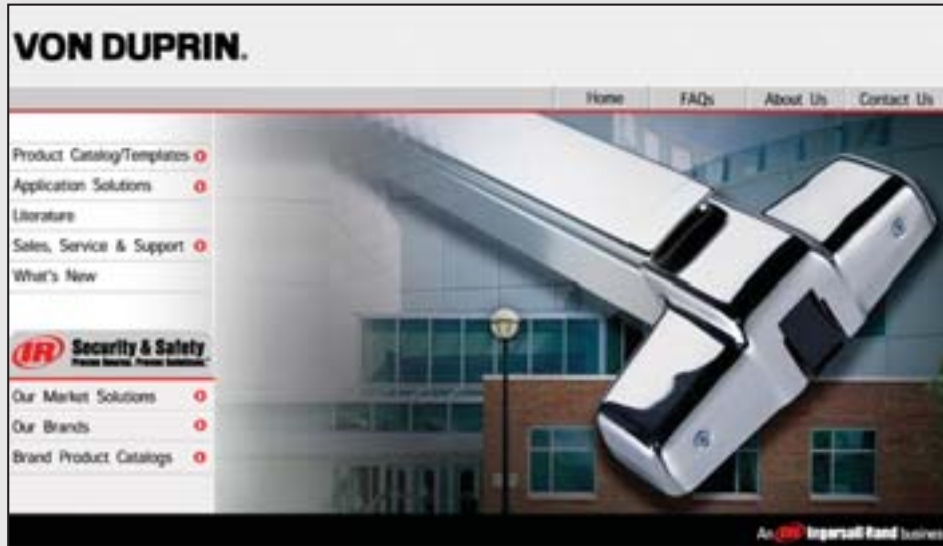 VON DUPRIN.
Home FAQs About Us Contact Us
Product Catalog/Templates
Application Solutions
Literature
Sales, Service & Support
What's New
IR Security & Safety
Our Market Solutions
Our Brands
Brand Product Catalogs
An IR Ingersoll-Rand business